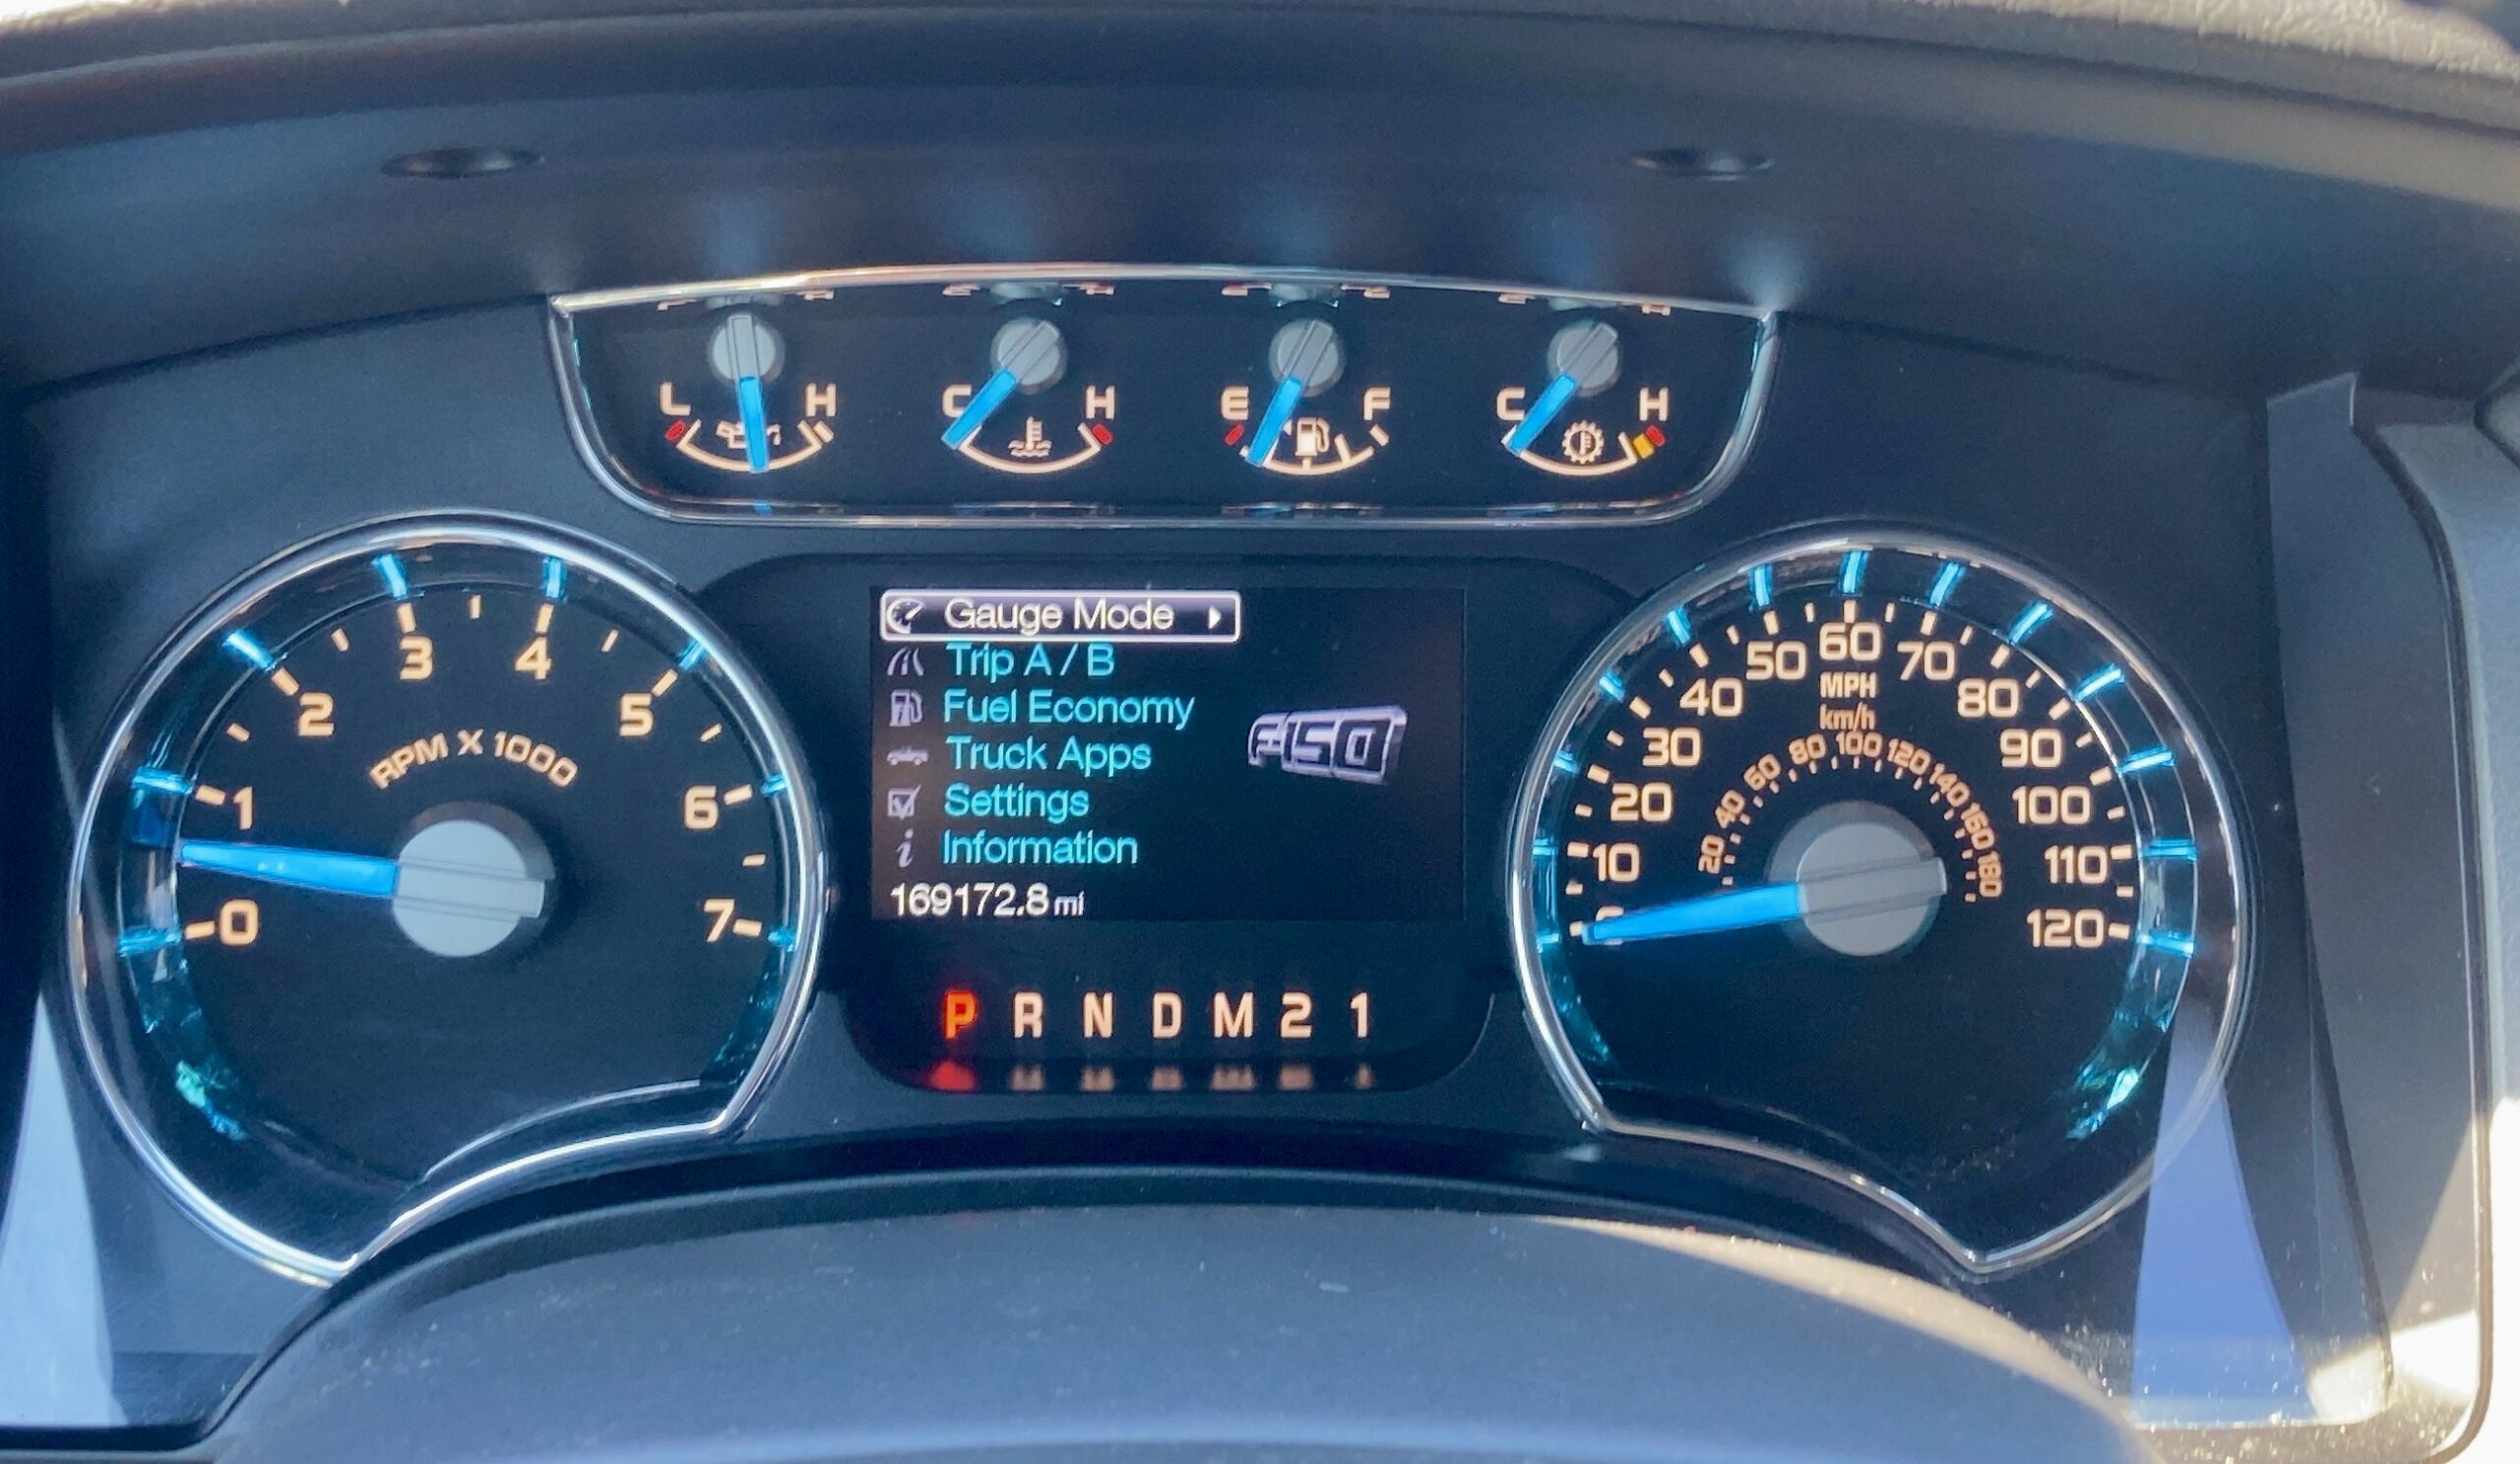 L H
C H
E F
C H
0 1 2 3 4 5 6 7
RPM X 1000
Gauge Mode
Trip A / B
Fuel Economy
Truck Apps
Settings
Information
169172.8 mi
F150
P R N D M 2 1
10 20 30 40 50 60 70 80 90 100 110 120
MPH
km/h
20 40 60 80 100 120 140 160 180